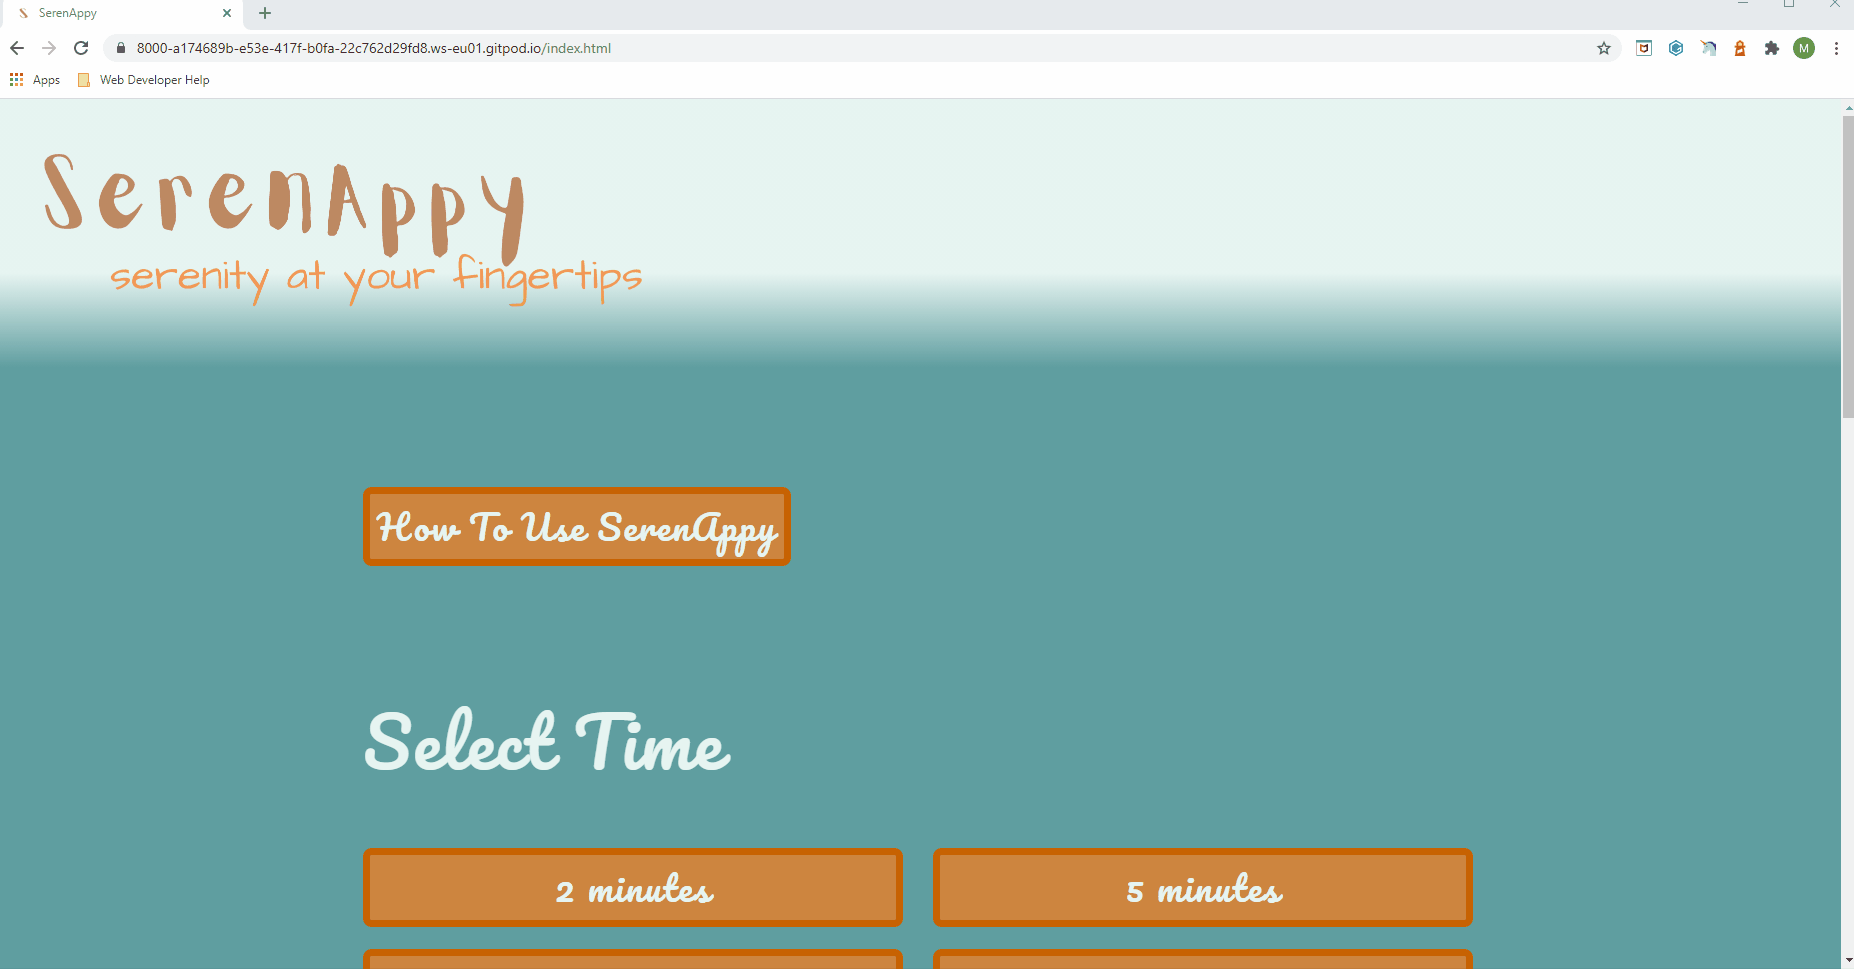 SerenAppy
8000-a174689b-e53e-417f-b0fa-22c762d29fd8.ws-eu01.gitpod.io/index.html
M
Apps
Web Developer Help
SerenAppy
serenity at your fingertips
How To Use SerenAppy
Select Time
2 minutes
5 minutes